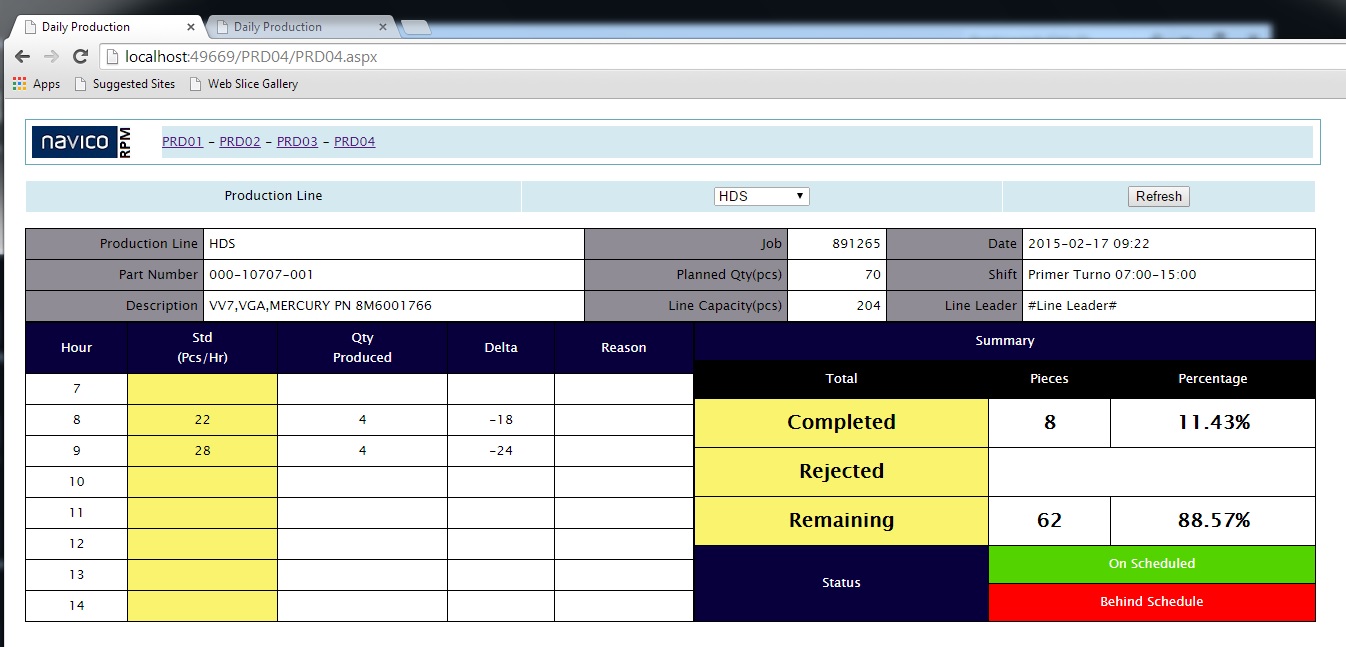 Daily Production × Daily Production ×
localhost:49669/PRD04/PRD04.aspx
Apps Suggested Sites Web Slice Gallery
navico RPM PRD01 - PRD02 - PRD03 - PRD04
Production Line HDS Refresh
Production Line HDS Job 891265 Date 2015-02-17 09:22
Part Number 000-10707-001 Planned Qty(pcs) 70 Shift Primer Turno 07:00-15:00
Description VV7,VGA,MERCURY PN 8M6001766 Line Capacity(pcs) 204 Line Leader #Line Leader#
Hour Std (Pcs/Hr) Qty Produced Delta Reason Summary
Total Pieces Percentage
7
8 22 4 -18
9 28 4 -24
10
11
12
13
14
Completed 8 11.43%
Rejected
Remaining 62 88.57%
Status On Scheduled
Behind Schedule